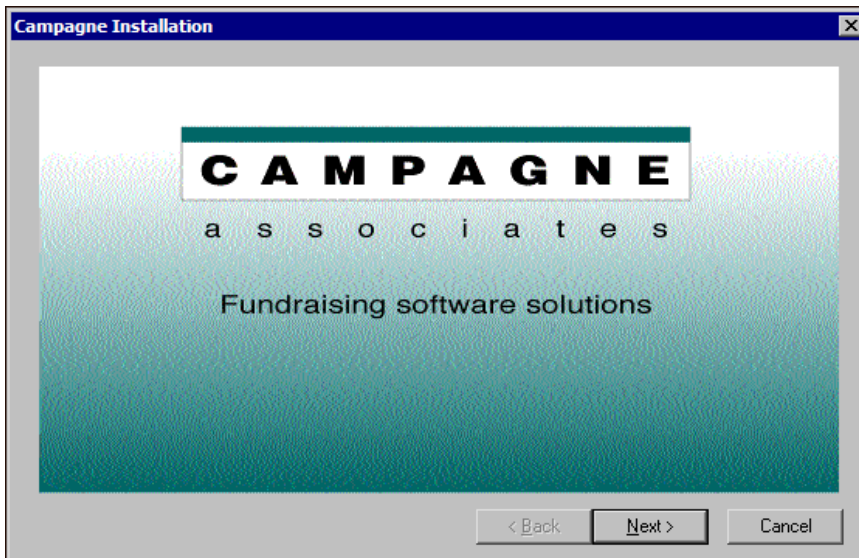 Campagne Installation
CAMPAGNE
associates
Fundraising software solutions
< Back Next > Cancel